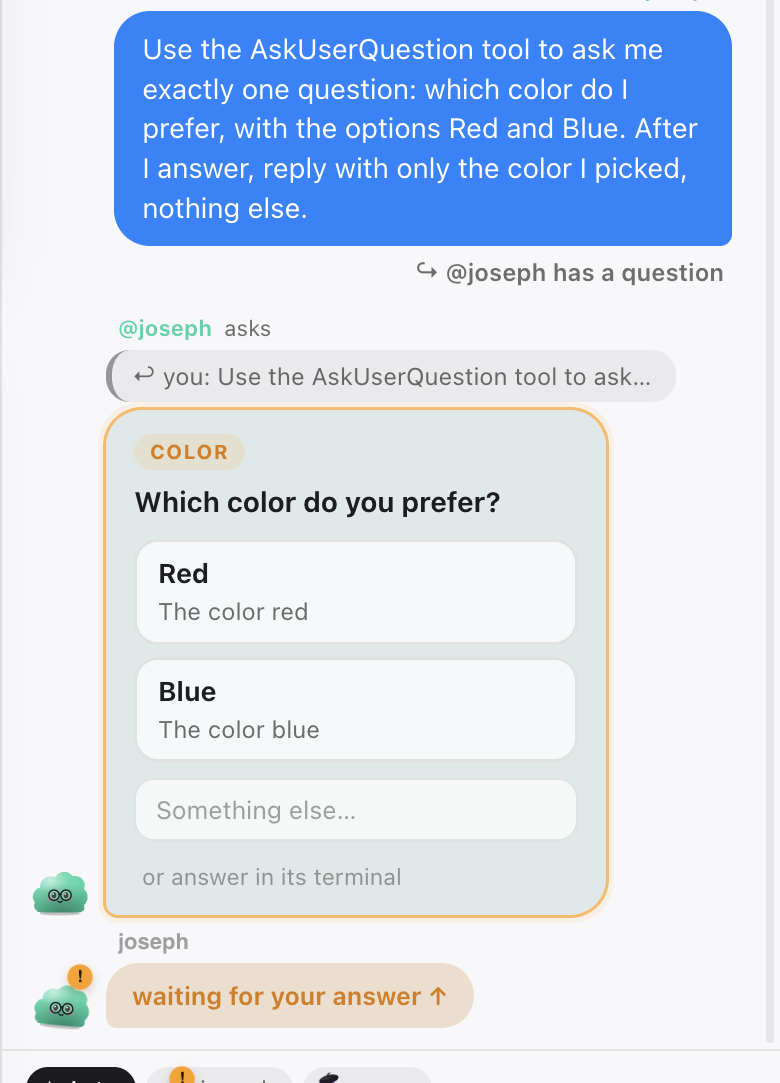 Use the AskUserQuestion tool to ask me
exactly one question: which color do I
prefer, with the options Red and Blue. After
I answer, reply with only the color I picked,
nothing else.
↪ @joseph has a question
@joseph asks
↩ you: Use the AskUserQuestion tool to ask...
COLOR
Which color do you prefer?
Red
The color red
Blue
The color blue
Something else...
or answer in its terminal
joseph
!
waiting for your answer ↑
!